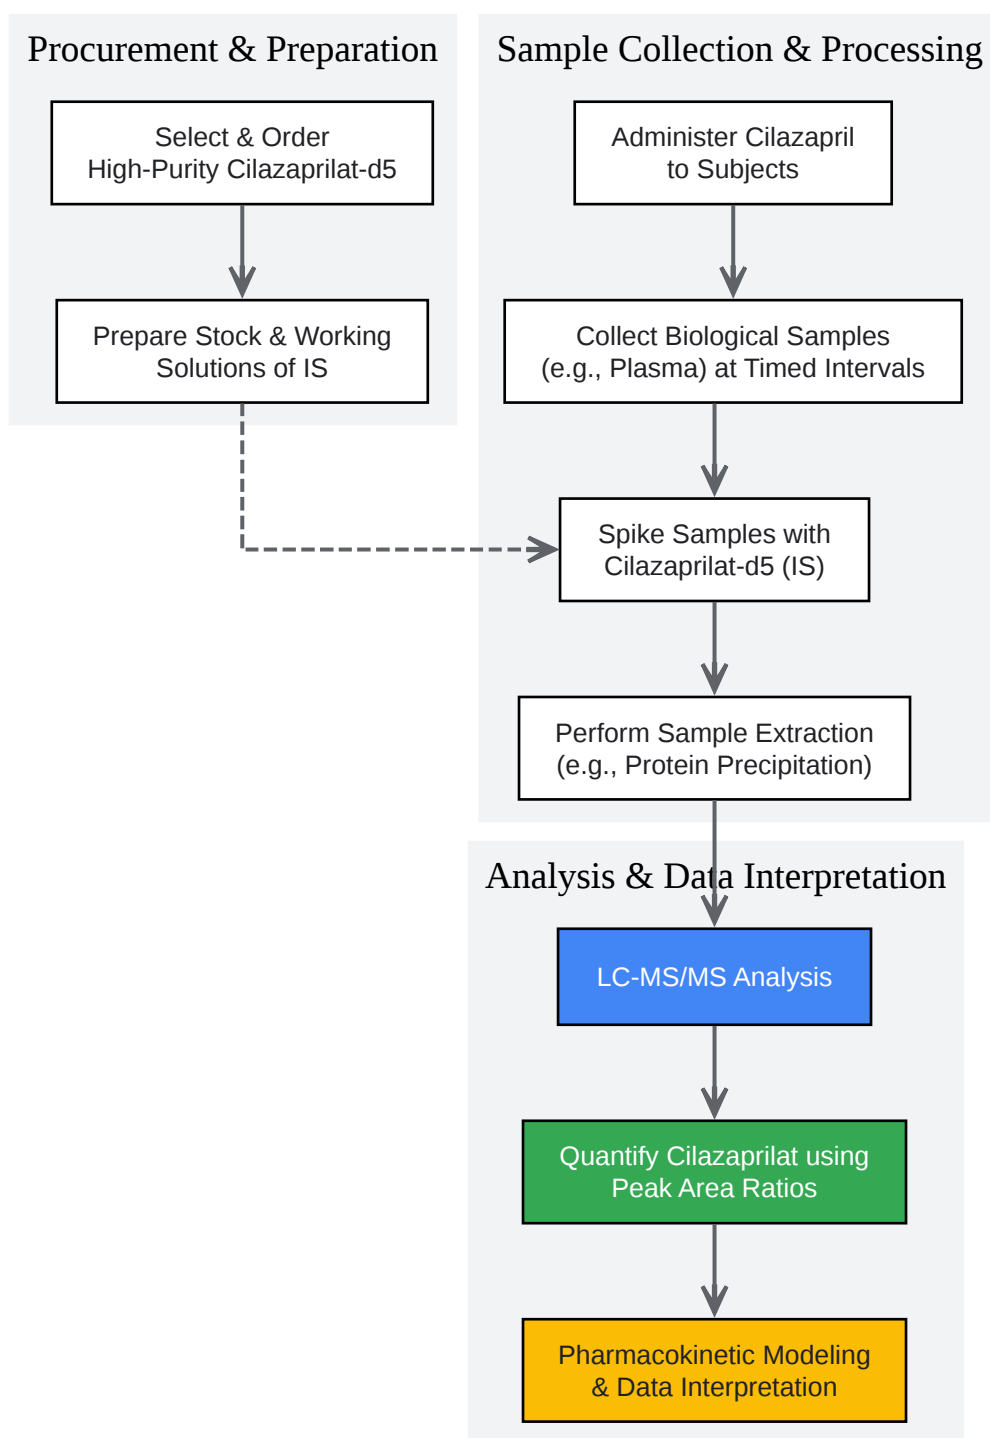 Procurement & Preparation
Select & Order
High-Purity Cilazaprilat-d5
Prepare Stock & Working
Solutions of IS
Sample Collection & Processing
Administer Cilazapril
to Subjects
Collect Biological Samples
(e.g., Plasma) at Timed Intervals
Spike Samples with
Cilazaprilat-d5 (IS)
Perform Sample Extraction
(e.g., Protein Precipitation)
Analysis & Data Interpretation
LC-MS/MS Analysis
Quantify Cilazaprilat using
Peak Area Ratios
Pharmacokinetic Modeling
& Data Interpretation